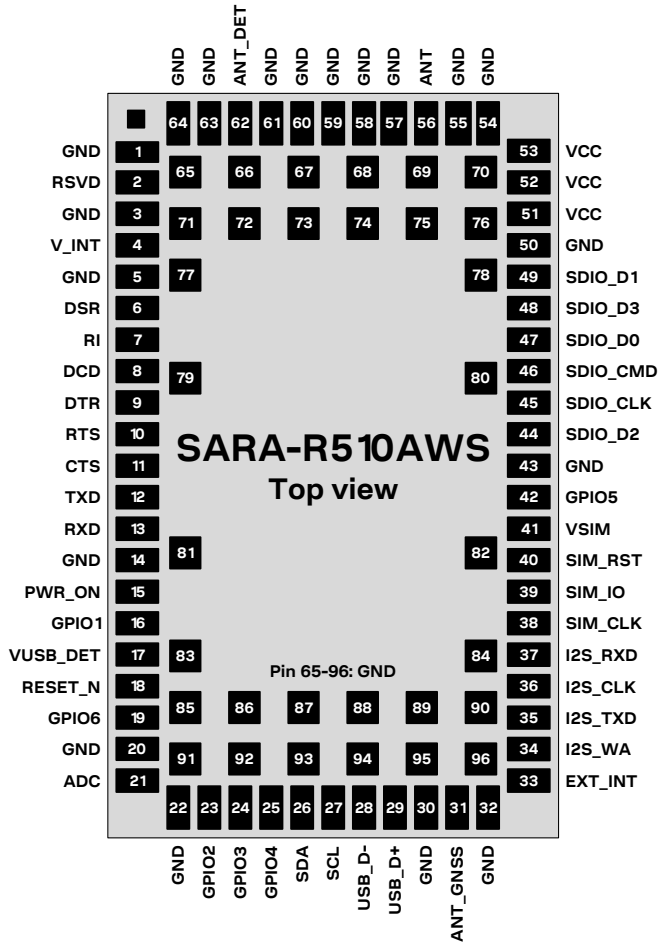 GND GND ANT_DET GND GND GND GND GND ANT GND GND
64 63 62 61 60 59 58 57 56 55 54
GND 1 53 VCC
65 66 67 68 69 70
RSVD 2 52 VCC
GND 3 51 VCC
71 72 73 74 75 76
V_INT 4 50 GND
GND 5 77 78 49 SDIO_D1
DSR 6 48 SDIO_D3
RI 7 47 SDIO_D0
DCD 8 79 80 46 SDIO_CMD
DTR 9 45 SDIO_CLK
RTS 10 44 SDIO_D2
SARA-R510AWS
CTS 11 43 GND
Top view
TXD 12 42 GPIO5
RXD 13 41 VSIM
GND 14 81 82 40 SIM_RST
PWR_ON 15 39 SIM_IO
GPIO1 16 38 SIM_CLK
VUSB_DET 17 83 84 37 I2S_RXD
Pin 65-96: GND
RESET_N 18 36 I2S_CLK
85 86 87 88 89 90
GPIO6 19 35 I2S_TXD
GND 20 34 I2S_WA
91 92 93 94 95 96
ADC 21 33 EXT_INT
22 23 24 25 26 27 28 29 30 31 32
GND GPIO2 GPIO3 GPIO4 SDA SCL USB_D- USB_D+ GND ANT_GNSS GND